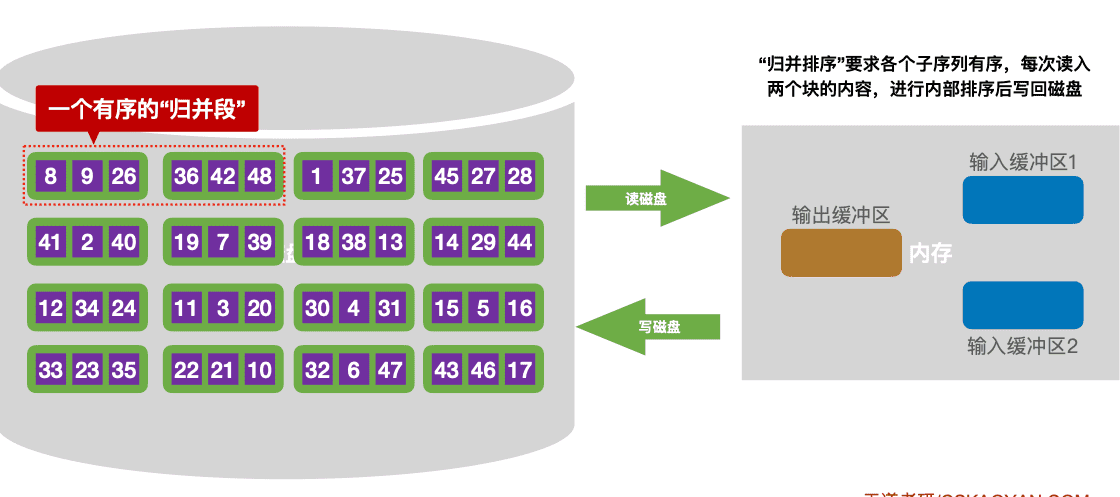 “归并排序”要求各个子序列有序，每次读入
两个块的内容，进行内部排序后写回磁盘
一个有序的“归并段”
8 9 26 36 42 48 1 37 25 45 27 28
41 2 40 19 7 39 18 38 13 14 29 44
12 34 24 11 3 20 30 4 31 15 5 16
33 23 35 22 21 10 32 6 47 43 46 17
盘
读磁盘
写磁盘
输入缓冲区1
输出缓冲区
内存
输入缓冲区2